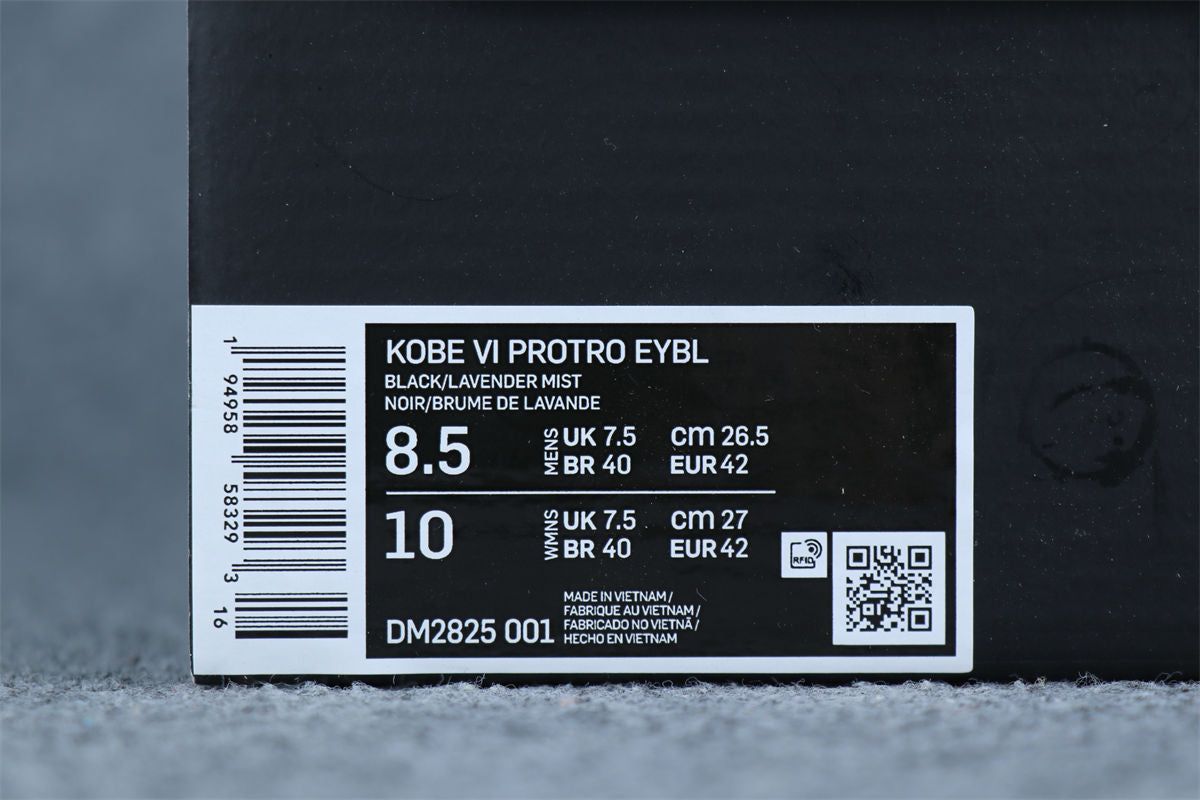 KOBE VI PROTRO EYBL
BLACK/LAVENDER MIST
NOIR/BRUME DE LAVANDE
8.5 MENS UK 7.5 cm 26.5
BR 40 EUR 42
10 WMNS UK 7.5 cm 27
BR 40 EUR 42
RFID
DM2825 001
MADE IN VIETNAM /
FABRIQUE AU VIETNAM /
FABRICADO NO VIETNÃ /
HECHO EN VIETNAM
1 94958 58329 3
16